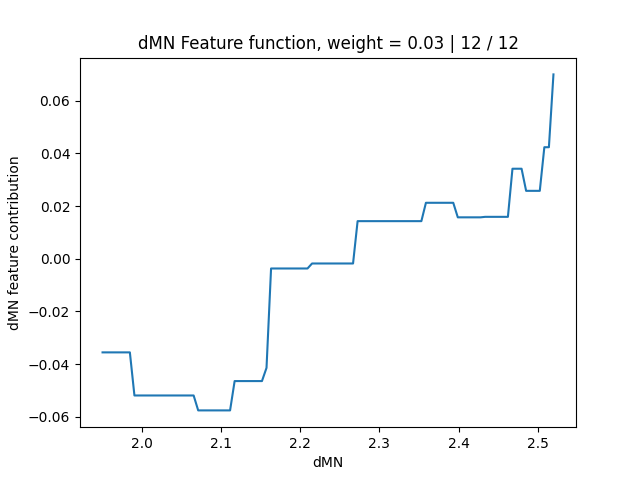 dMN Feature function, weight = 0.03 | 12 / 12
dMN feature contribution
0.06
0.04
0.02
0.00
−0.02
−0.04
−0.06
2.0 2.1 2.2 2.3 2.4 2.5
dMN